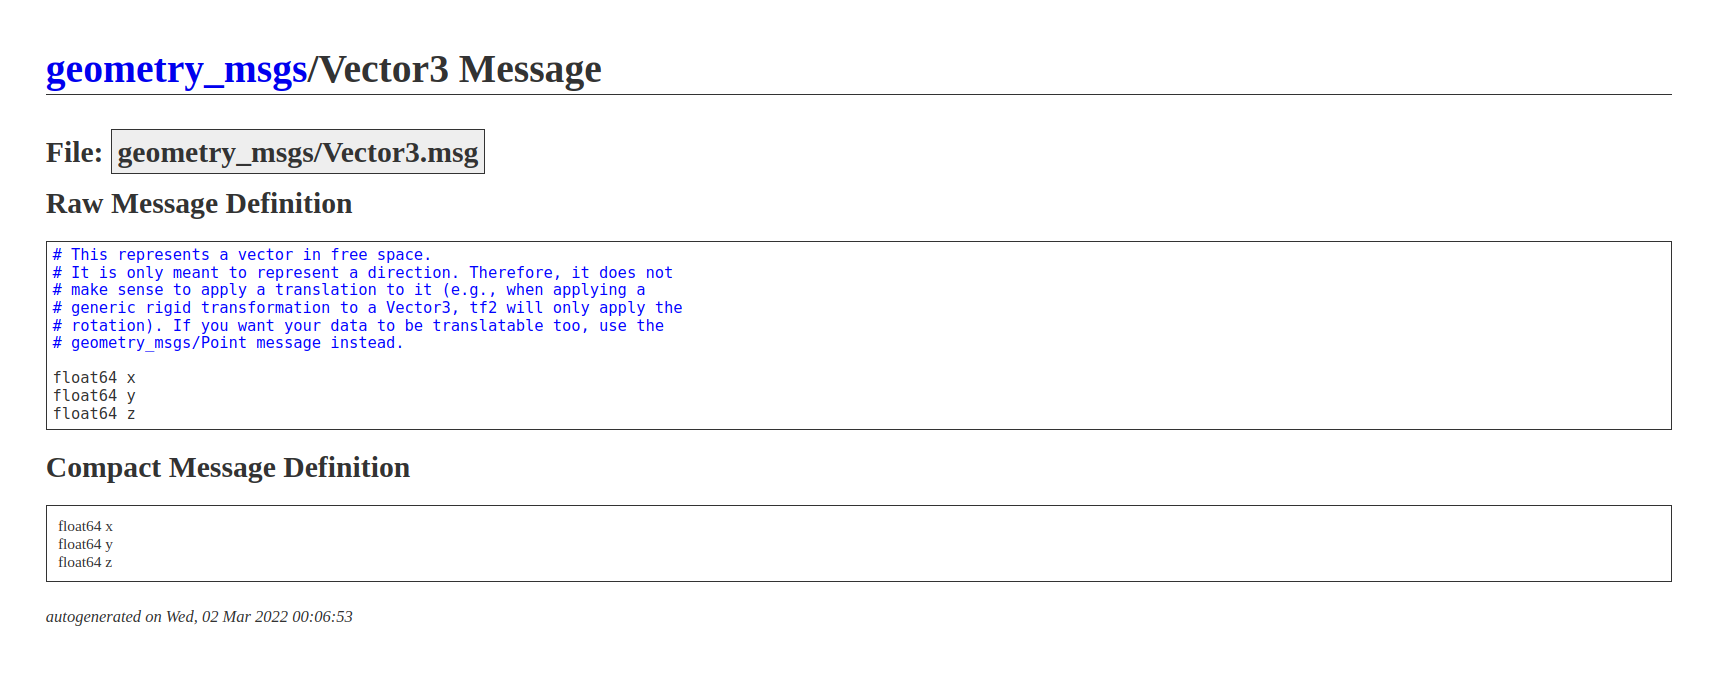 geometry_msgs/Vector3 Message
File: geometry_msgs/Vector3.msg
Raw Message Definition
# This represents a vector in free space.
# It is only meant to represent a direction. Therefore, it does not
# make sense to apply a translation to it (e.g., when applying a
# generic rigid transformation to a Vector3, tf2 will only apply the
# rotation). If you want your data to be translatable too, use the
# geometry_msgs/Point message instead.
float64 x
float64 y
float64 z
Compact Message Definition
float64 x
float64 y
float64 z
autogenerated on Wed, 02 Mar 2022 00:06:53